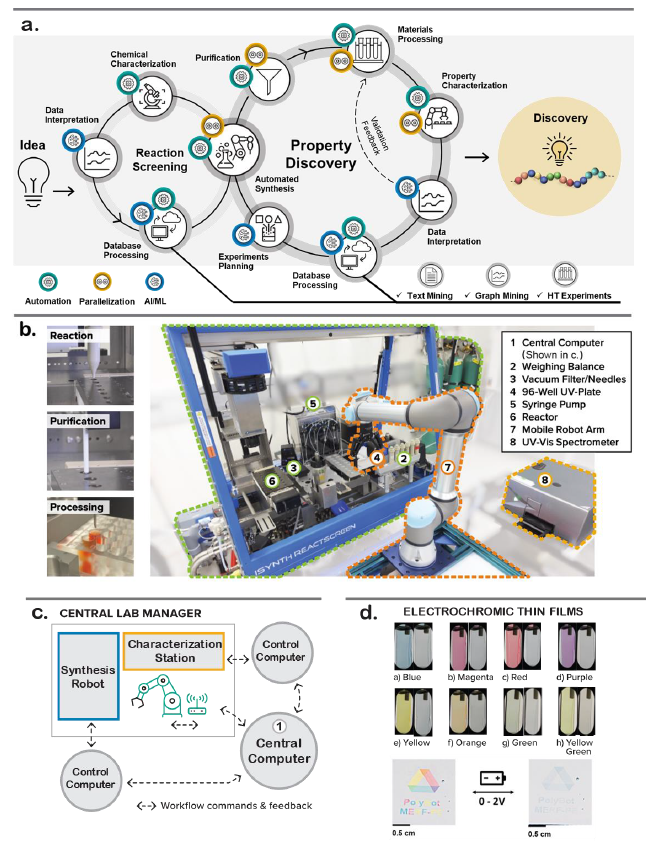 a.
Materials
Processing
Chemical
Characterization
Purification
Property
Characterization
Data
Interpretation
Discovery
Idea
Reaction
Screening
Property
Discovery
Validation
Feedback
Automated
Synthesis
Data
Interpretation
Database
Processing
Experiments
Planning
Database
Processing
Automation
Parallelization
AI/ML
✓ Text Mining
✓ Graph Mining
✓ HT Experiments
b.
Reaction
Purification
Processing
1 Central Computer
(Shown in c.)
2 Weighing Balance
3 Vacuum Filter/Needles
4 96-Well UV-Plate
5 Syringe Pump
6 Reactor
7 Mobile Robot Arm
8 UV-Vis Spectrometer
5
4
2
3
6
7
8
ISYNTH REACTSCREEN
c.
CENTRAL LAB MANAGER
Synthesis
Robot
Characterization
Station
Control
Computer
1
Central
Computer
Control
Computer
Workflow commands & feedback
d.
ELECTROCHROMIC THIN FILMS
a) Blue
b) Magenta
c) Red
d) Purple
e) Yellow
f) Orange
g) Green
h) Yellow
Green
0 - 2V
0.5 cm
0.5 cm